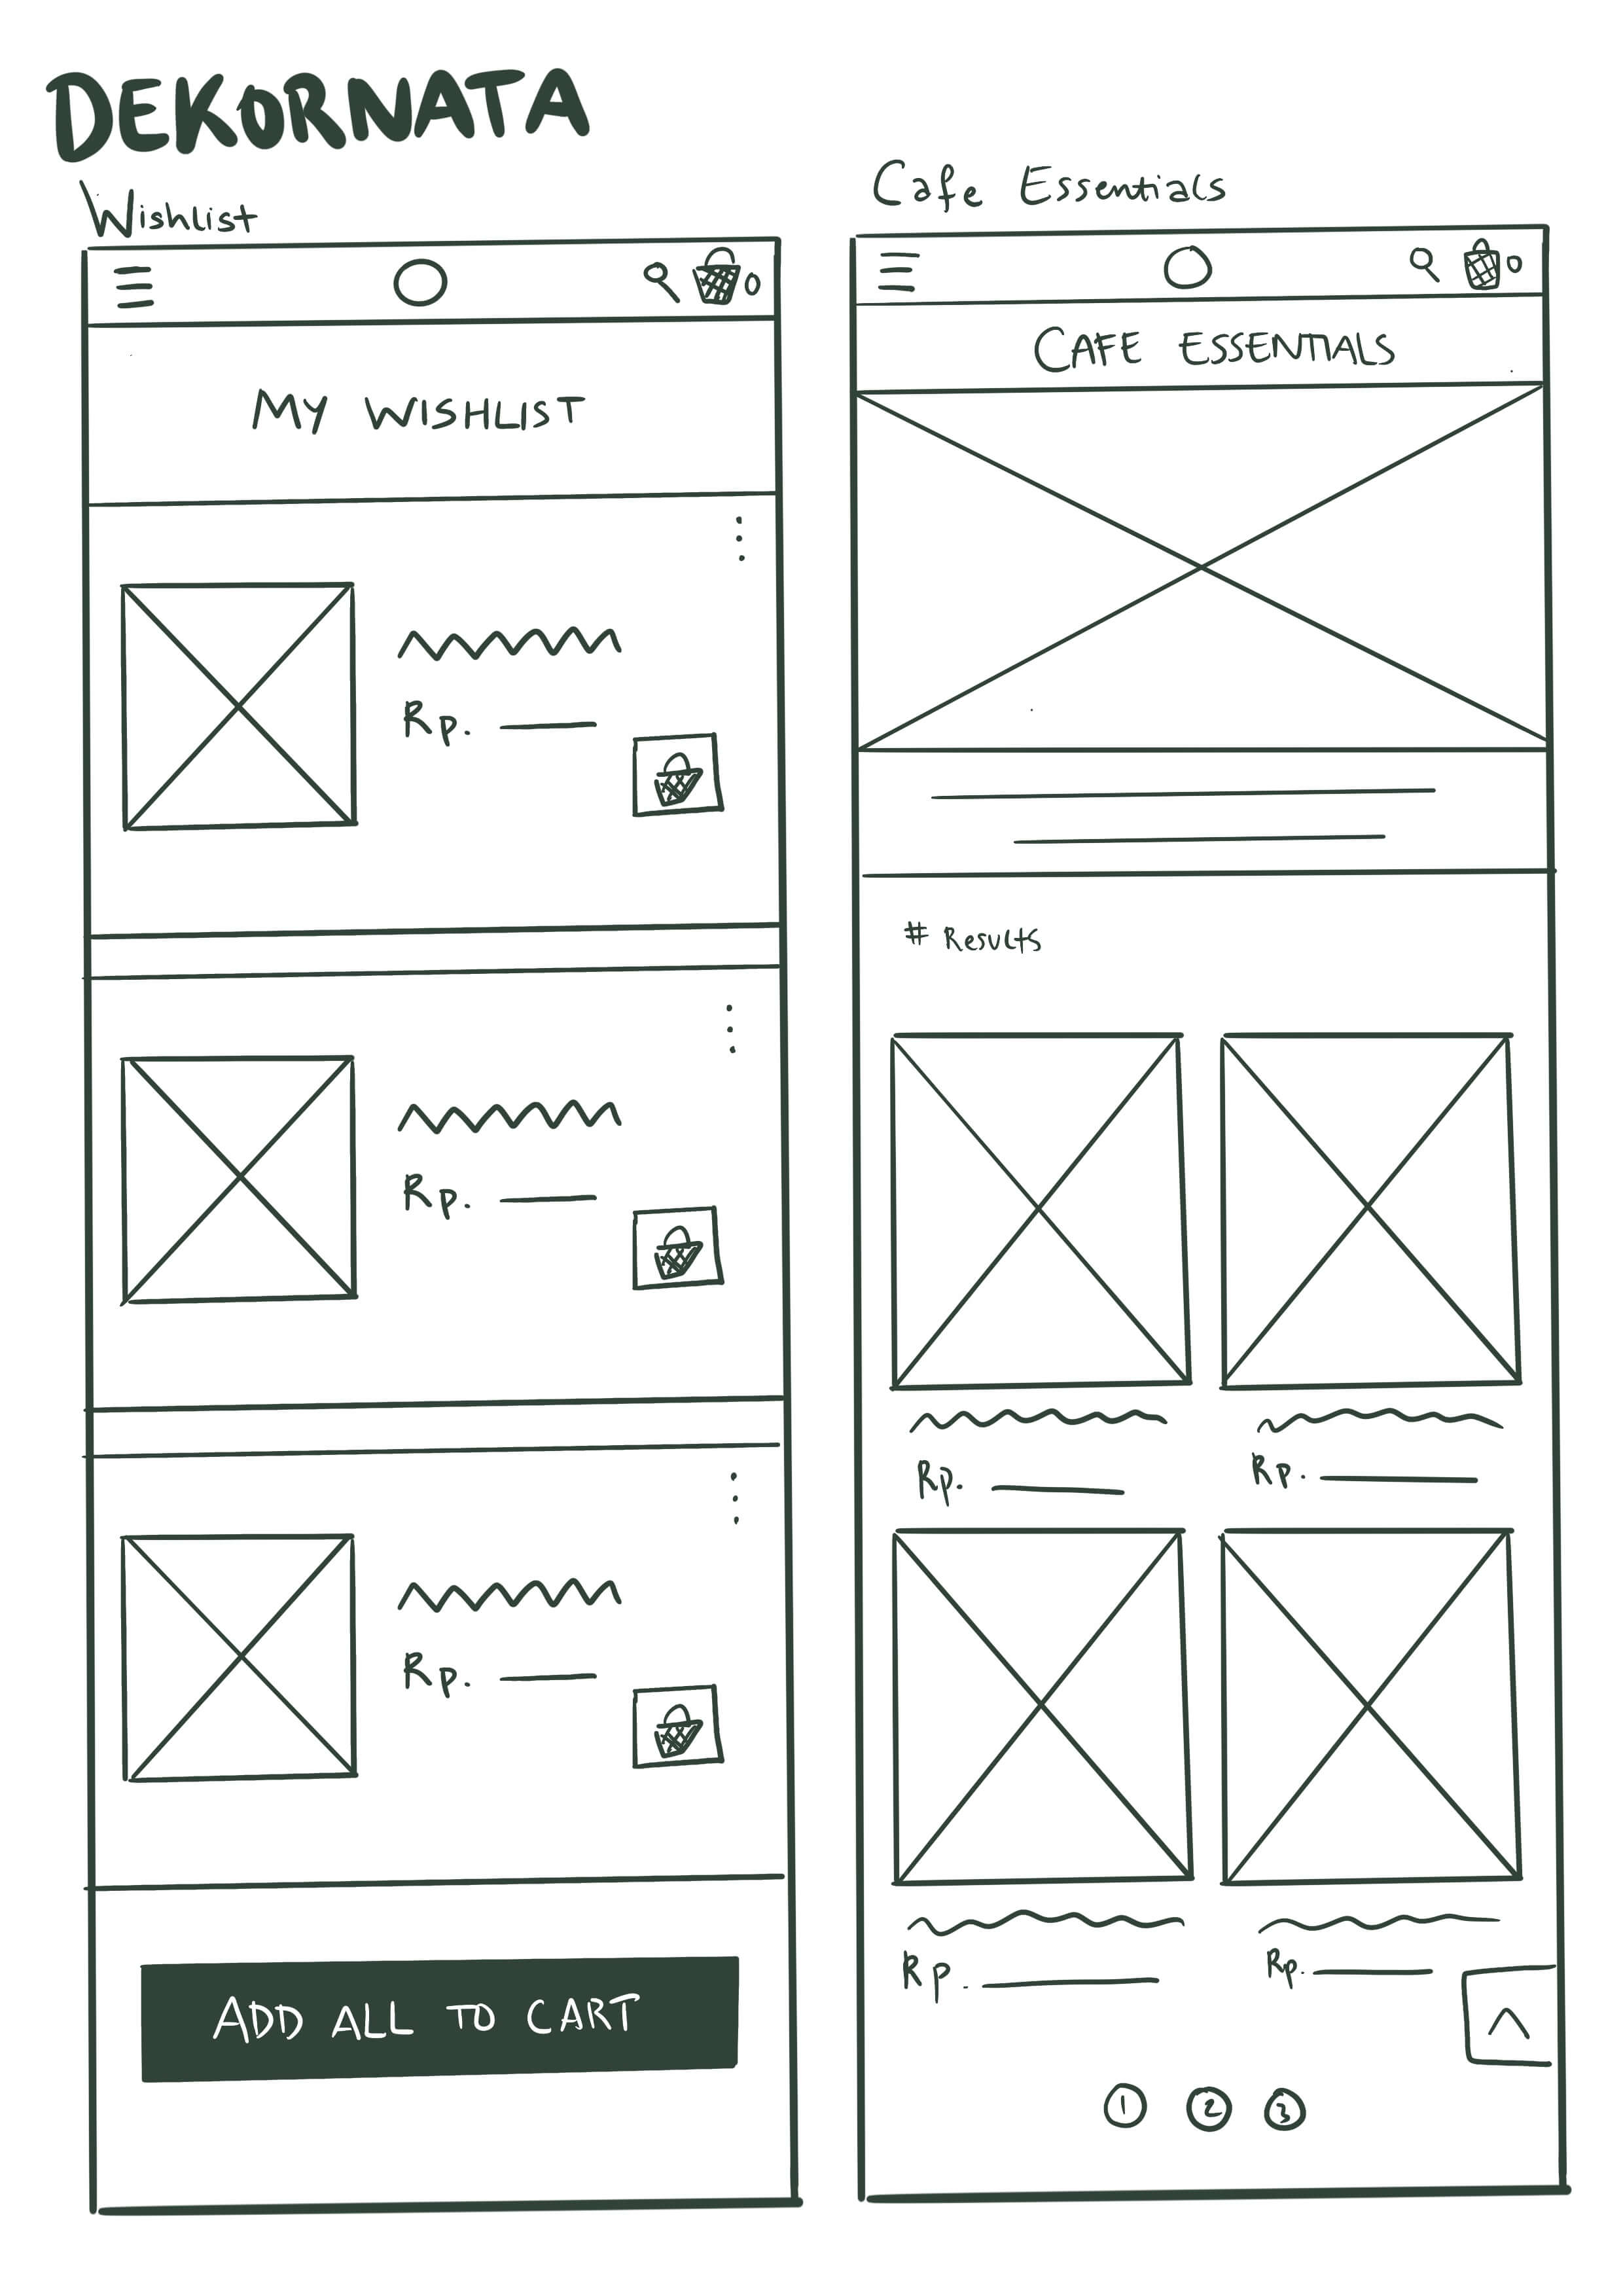 DEKORNATA
Wishlist
0
MY WISHLIST
Rp.
Rp.
Rp.
ADD ALL TO CART
Cafe Essentials
0
CAFE ESSENTIALS
# Results
Rp. Rp.
Rp. Rp.
1 2 3